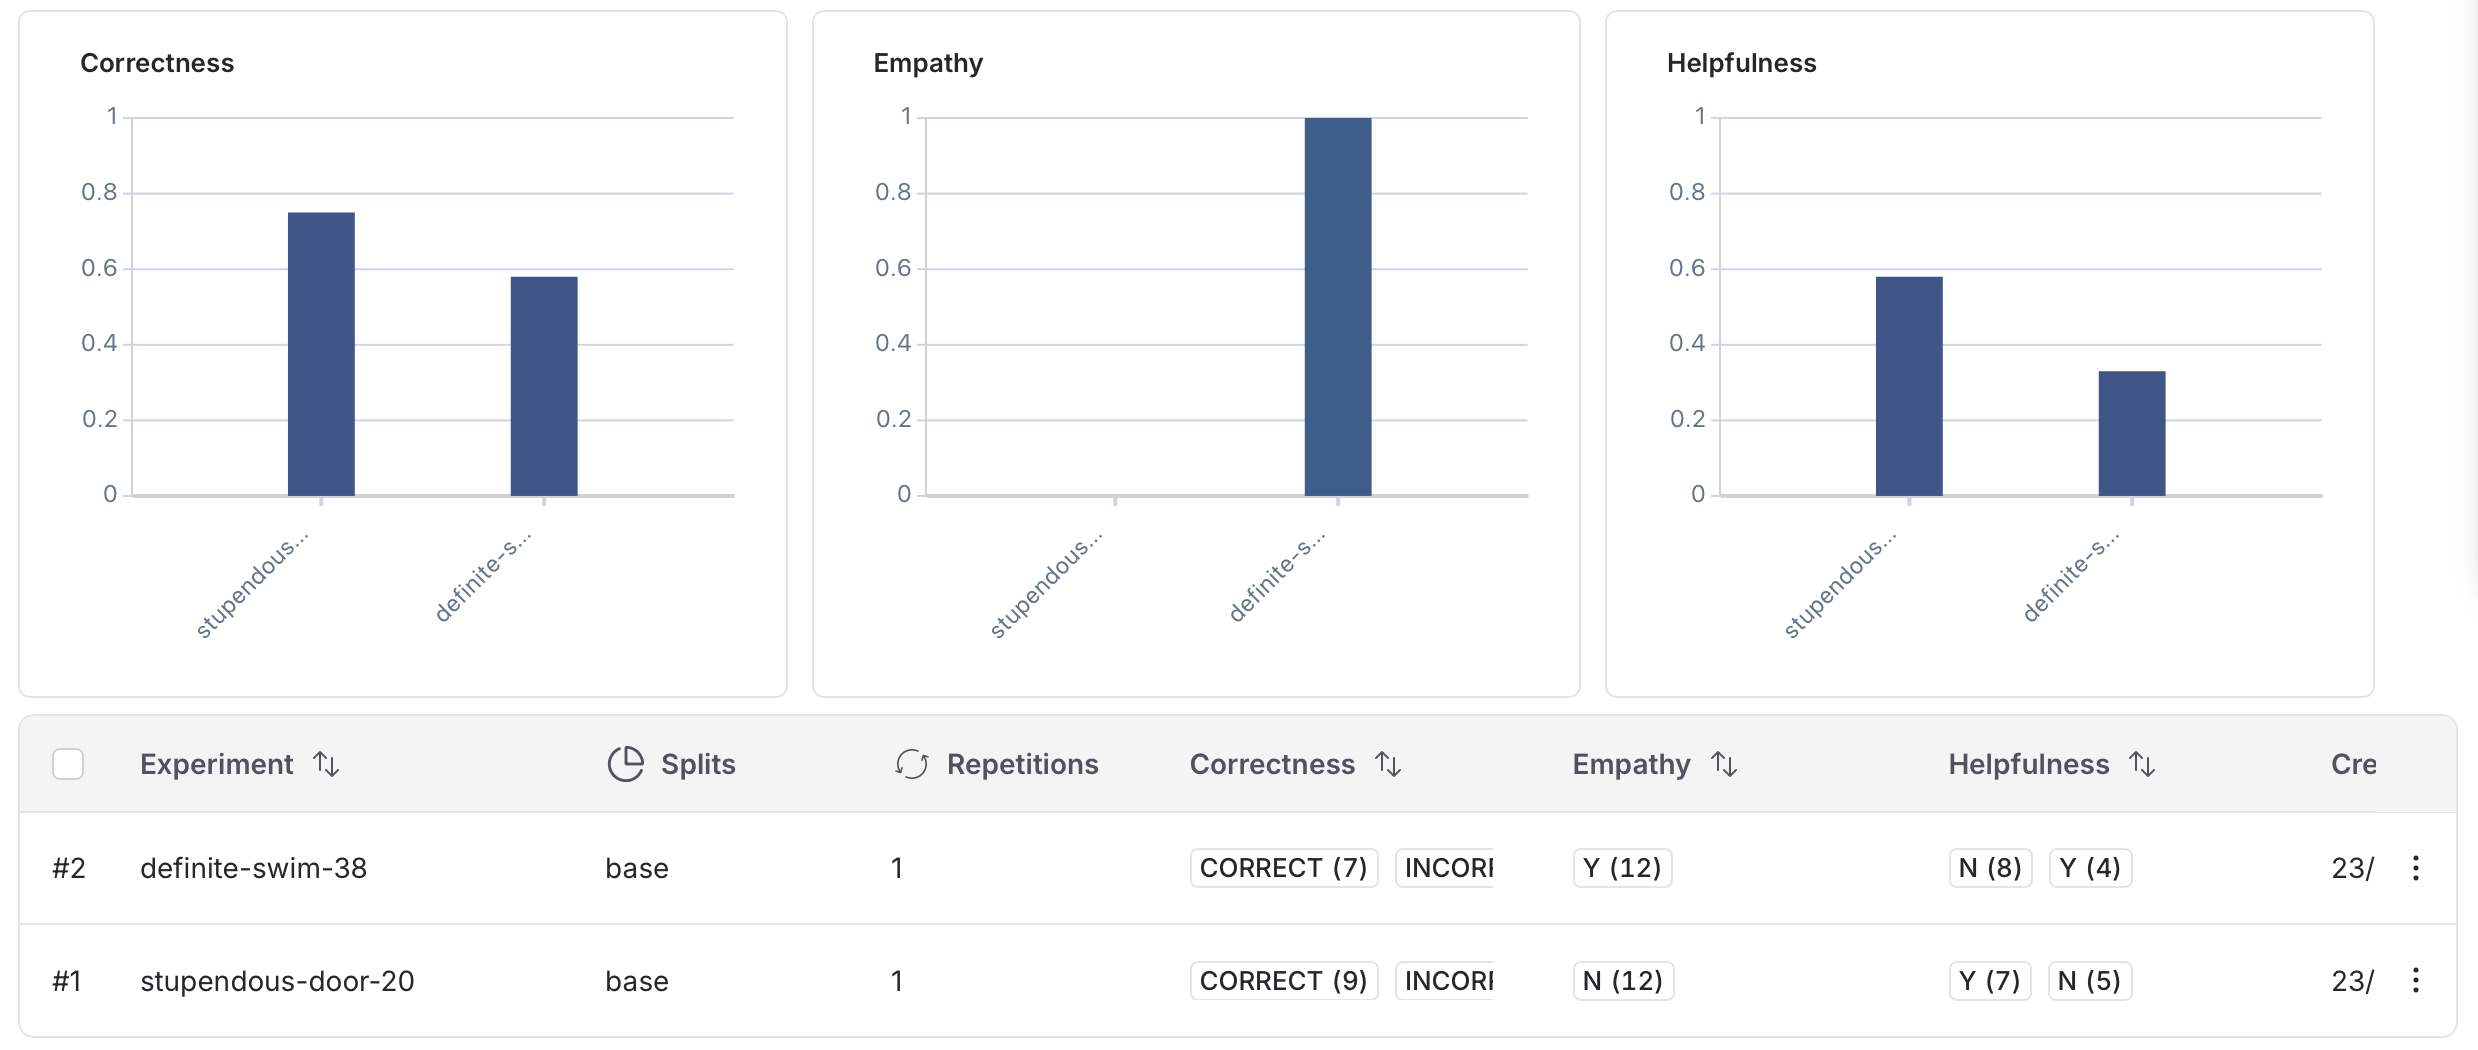 Correctness
1
0.8
0.6
0.4
0.2
0
stupendous...
definite-s...
Empathy
1
0.8
0.6
0.4
0.2
0
stupendous...
definite-s...
Helpfulness
1
0.8
0.6
0.4
0.2
0
stupendous...
definite-s...
Experiment Splits Repetitions Correctness Empathy Helpfulness Cre
#2 definite-swim-38 base 1 CORRECT (7) INCORR Y (12) N (8) Y (4) 23/
#1 stupendous-door-20 base 1 CORRECT (9) INCORR N (12) Y (7) N (5) 23/